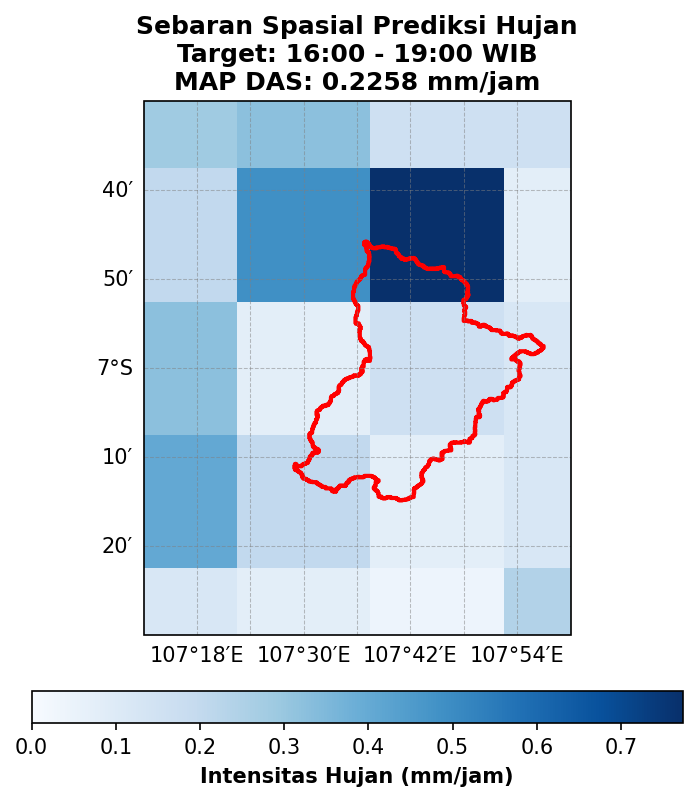 Sebaran Spasial Prediksi Hujan
Target: 16:00 - 19:00 WIB
MAP DAS: 0.2258 mm/jam
40′
50′
7°S
10′
20′
107°18′E 107°30′E 107°42′E 107°54′E
0.0 0.1 0.2 0.3 0.4 0.5 0.6 0.7
Intensitas Hujan (mm/jam)